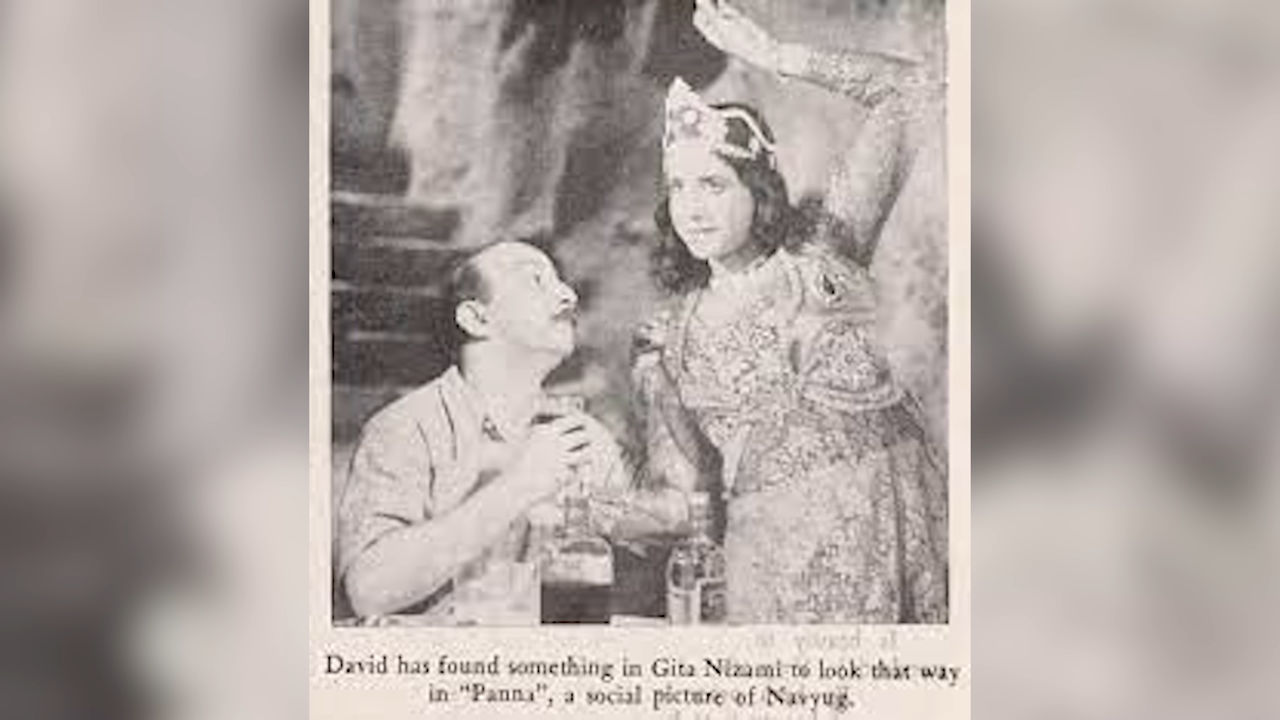 David has found something in Gita Nizami to look that way
in "Panna", a social picture of Navyug.